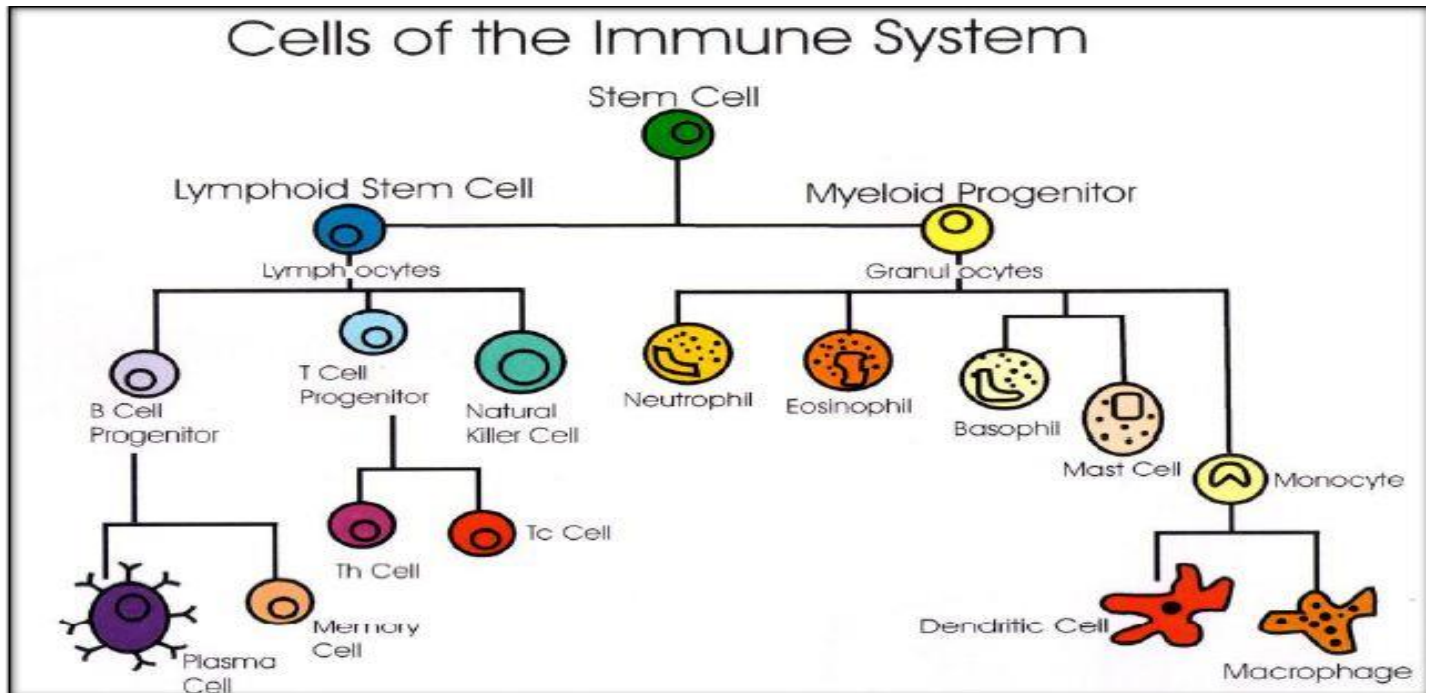 Cells of the Immune System
Stem Cell
Lymphoid Stem Cell
Myeloid Progenitor
Lymphocytes
Granulocytes
B Cell
Progenitor
T Cell
Progenitor
Natural
Killer Cell
Neutrophil
Eosinophil
Basophil
Mast Cell
Monocyte
Th Cell
Tc Cell
Plasma
Cell
Memory
Cell
Dendritic Cell
Macrophage